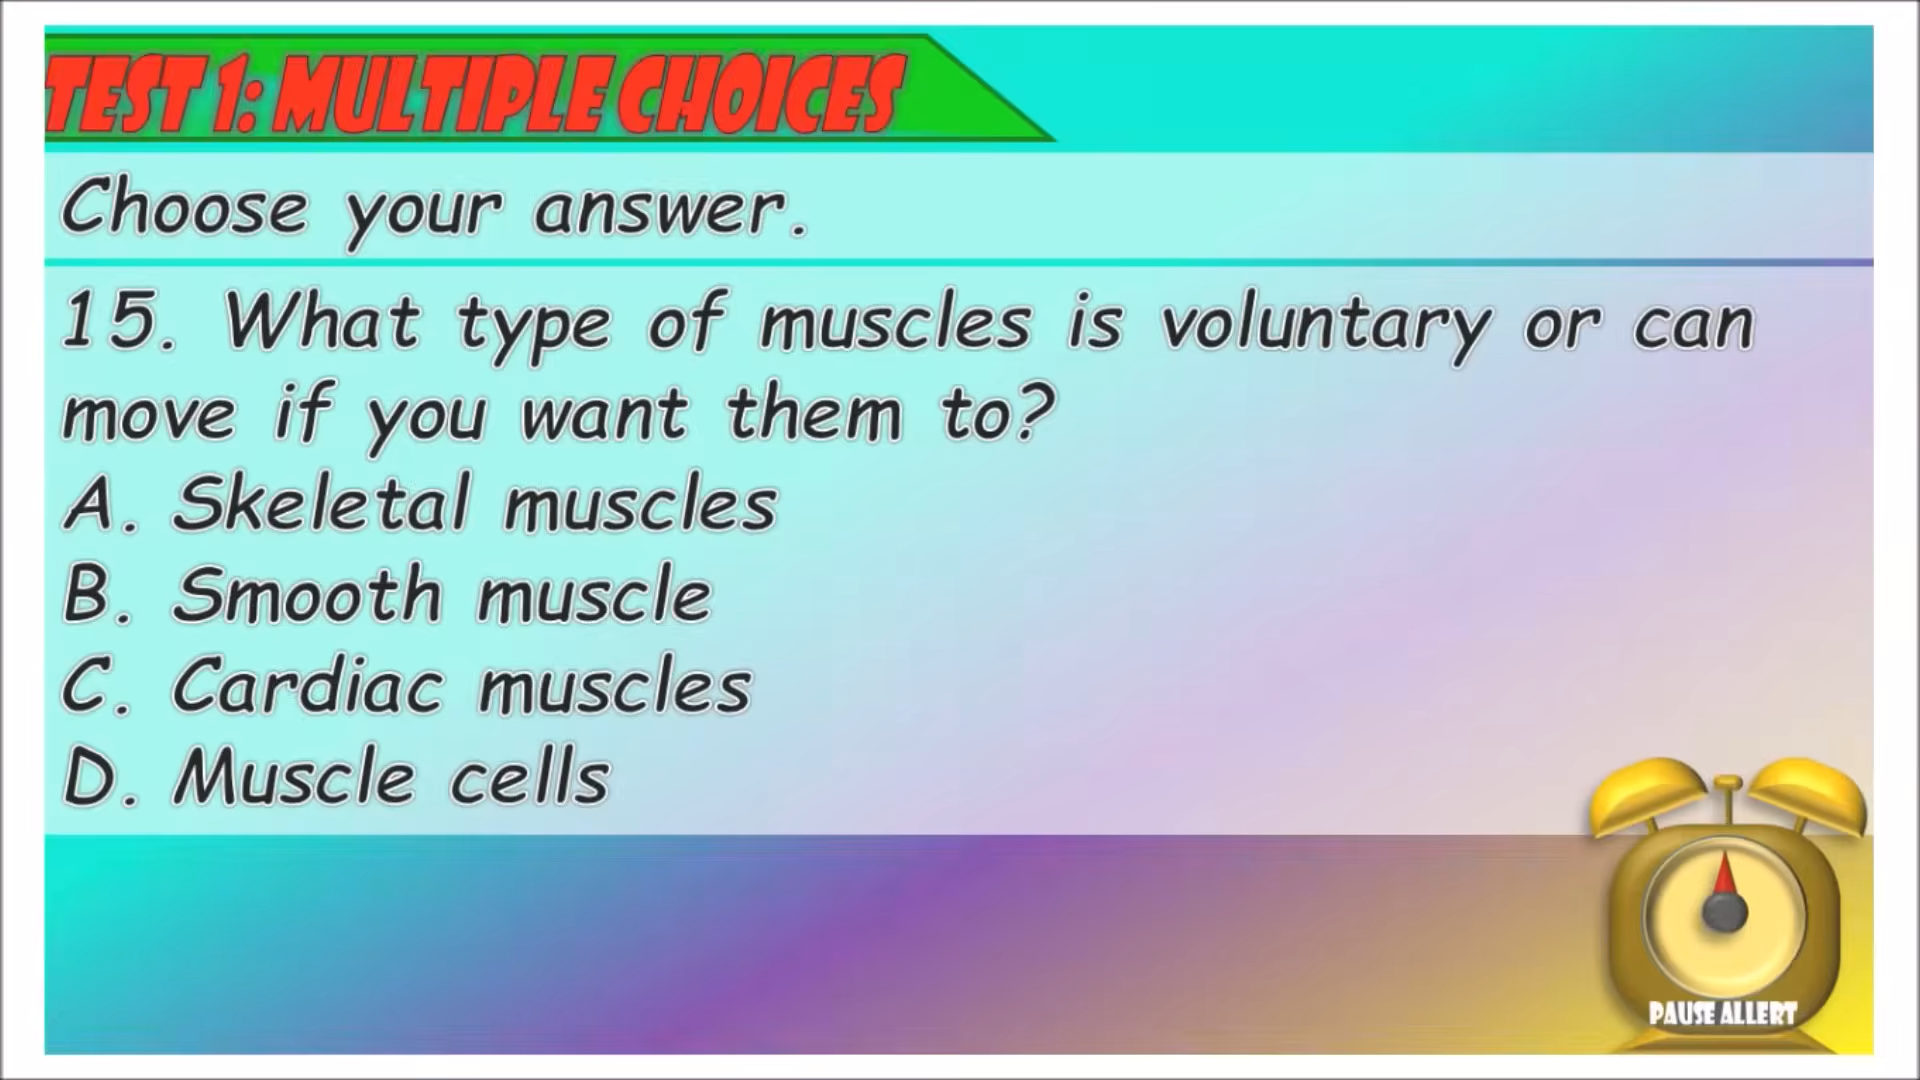 TEST 1: MULTIPLE CHOICES
Choose your answer.
15. What type of muscles is voluntary or can
move if you want them to?
A. Skeletal muscles
B. Smooth muscle
C. Cardiac muscles
D. Muscle cells
PAUSE ALLERT